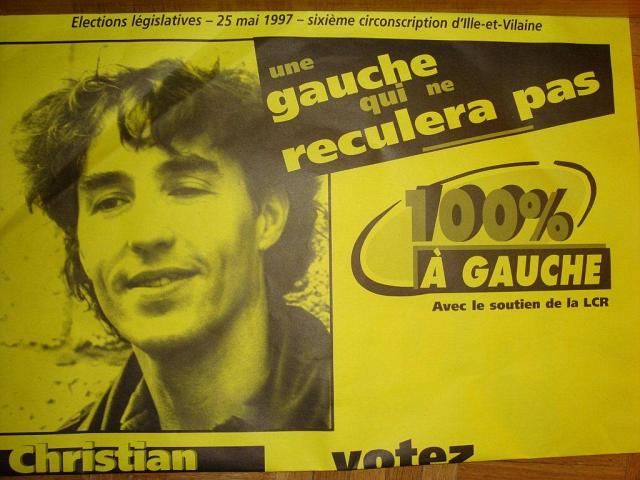 Elections législatives – 25 mai 1997 – sixième circonscription d'Ille-et-Vilaine
une
gauche
qui ne
reculera pas
100%
À GAUCHE
Avec le soutien de la LCR
Christian votez